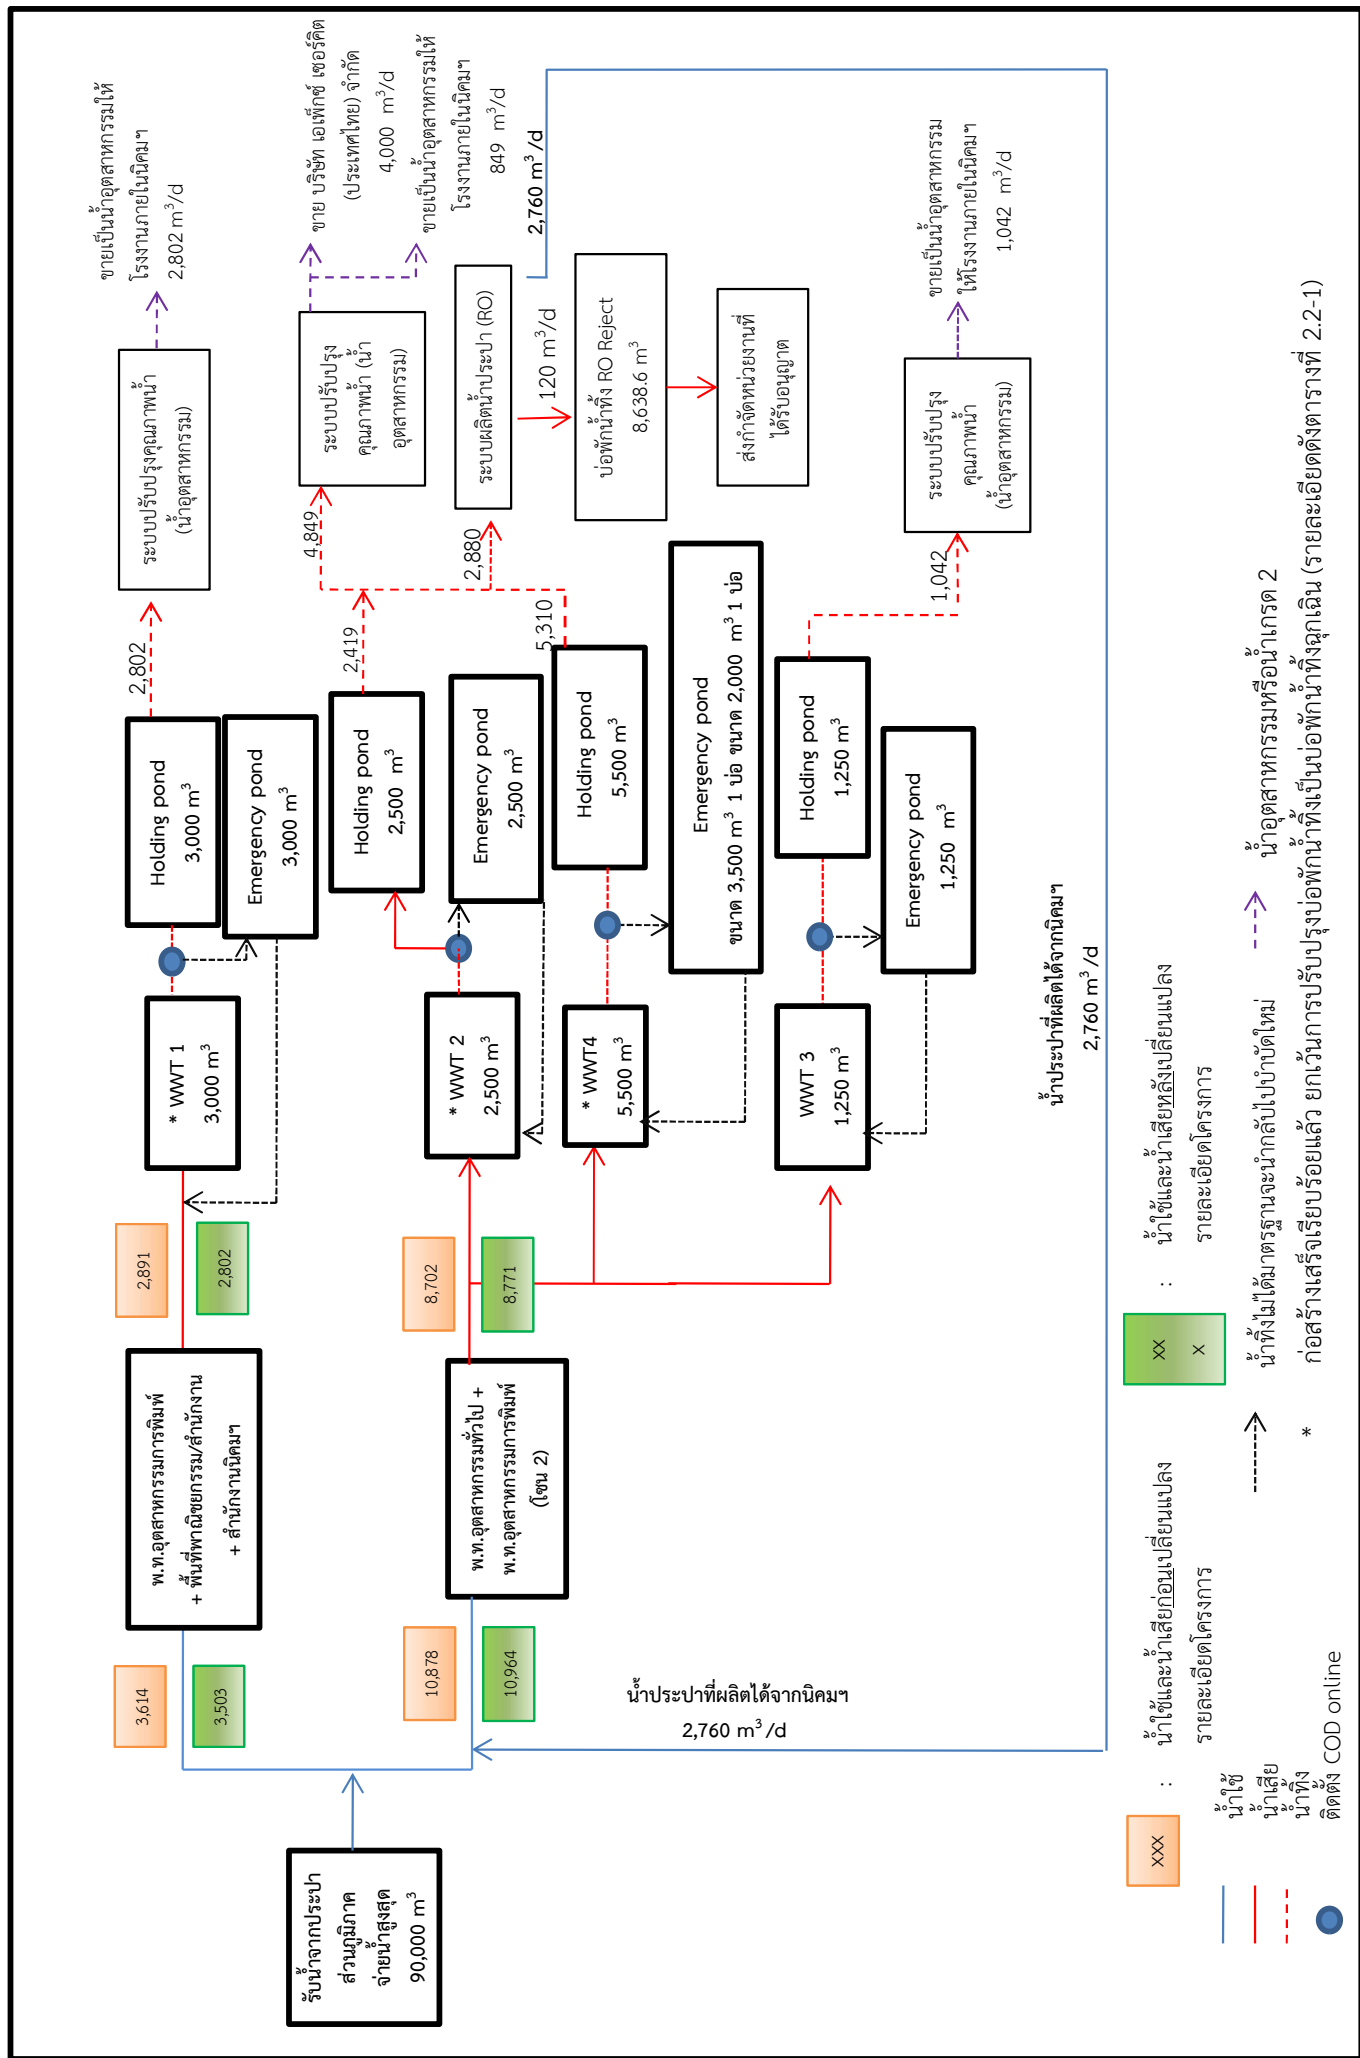 รับน้ำจากประปา
ส่วนภูมิภาค
จ่ายน้ำสูงสุด
90,000 m³
3,614
3,503
10,878
10,964
น้ำประปาที่ผลิตได้จากนิคมฯ
2,760 m³/d
พ.ท.อุตสาหกรรมการพิมพ์
+ พื้นที่พาณิชยกรรม/สำนักงาน
+ สำนักงานนิคมฯ
พ.ท.อุตสาหกรรมทั่วไป +
พ.ท.อุตสาหกรรมการพิมพ์
(โซน 2)
2,891
2,802
8,702
8,771
* WWT 1
3,000 m³
* WWT 2
2,500 m³
* WWT4
5,500 m³
WWT 3
1,250 m³
Holding pond
3,000 m³
Emergency pond
3,000 m³
Holding pond
2,500 m³
Emergency pond
2,500 m³
Holding pond
5,500 m³
Emergency pond
ขนาด 3,500 m³ 1 บ่อ ขนาด 2,000 m³ 1 บ่อ
Holding pond
1,250 m³
Emergency pond
1,250 m³
น้ำประปาที่ผลิตได้จากนิคมฯ
2,760 m³/d
2,802
2,419
4,849
2,880
5,310
1,042
ระบบปรับปรุงคุณภาพน้ำ
(น้ำอุตสาหกรรม)
ระบบปรับปรุง
คุณภาพน้ำ (น้ำ
อุตสาหกรรม)
ระบบผลิตน้ำประปา (RO)
120 m³/d
บ่อพักน้ำทิ้ง RO Reject
8,638.6 m³
ส่งกำจัดหน่วยงานที่
ได้รับอนุญาต
ระบบปรับปรุง
คุณภาพน้ำ
(น้ำอุตสาหกรรม)
ขายเป็นน้ำอุตสาหกรรมให้
โรงงานภายในนิคมฯ
2,802 m³/d
ขาย บริษัท เอเพ็กซ์ เซอร์คิต
(ประเทศไทย) จำกัด
4,000 m³/d
ขายเป็นน้ำอุตสาหกรรมให้
โรงงานภายในนิคมฯ
849 m³/d
2,760 m³/d
ขายเป็นน้ำอุตสาหกรรม
ให้โรงงานภายในนิคมฯ
1,042 m³/d
XXX
: น้ำใช้และน้ำเสียก่อนเปลี่ยนแปลง
รายละเอียดโครงการ
XX
X
: น้ำใช้และน้ำเสียหลังเปลี่ยนแปลง
รายละเอียดโครงการ
น้ำใช้
น้ำเสีย
น้ำทิ้ง
ติดตั้ง COD online
น้ำทิ้งไม่ได้มาตรฐานจะนำกลับไปบำบัดใหม่
น้ำอุตสาหกรรมหรือน้ำเกรด 2
* ก่อสร้างเสร็จเรียบร้อยแล้ว ยกเว้นการปรับปรุงบ่อพักน้ำทิ้งเป็นบ่อพักน้ำทิ้งฉุกเฉิน (รายละเอียดดังตารางที่ 2.2-1)